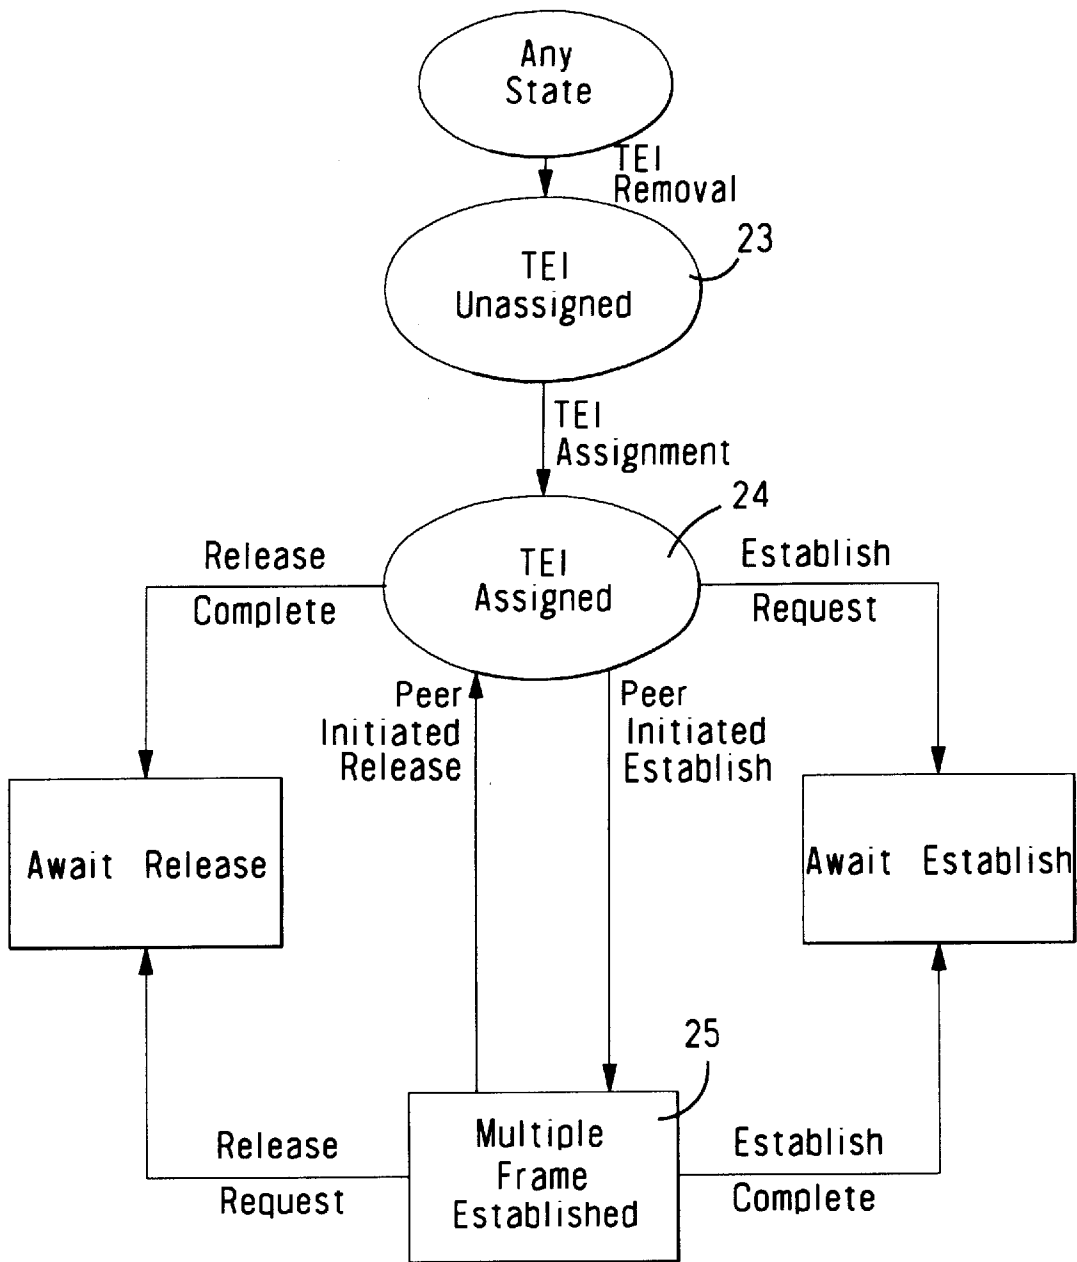 Any
State
TEI
Removal
23
TEI
Unassigned
TEI
Assignment
24
Release
Complete
TEI
Assigned
Establish
Request
Peer
Initiated
Release
Peer
Initiated
Establish
Await Release
Await Establish
25
Release
Request
Multiple
Frame
Established
Establish
Complete